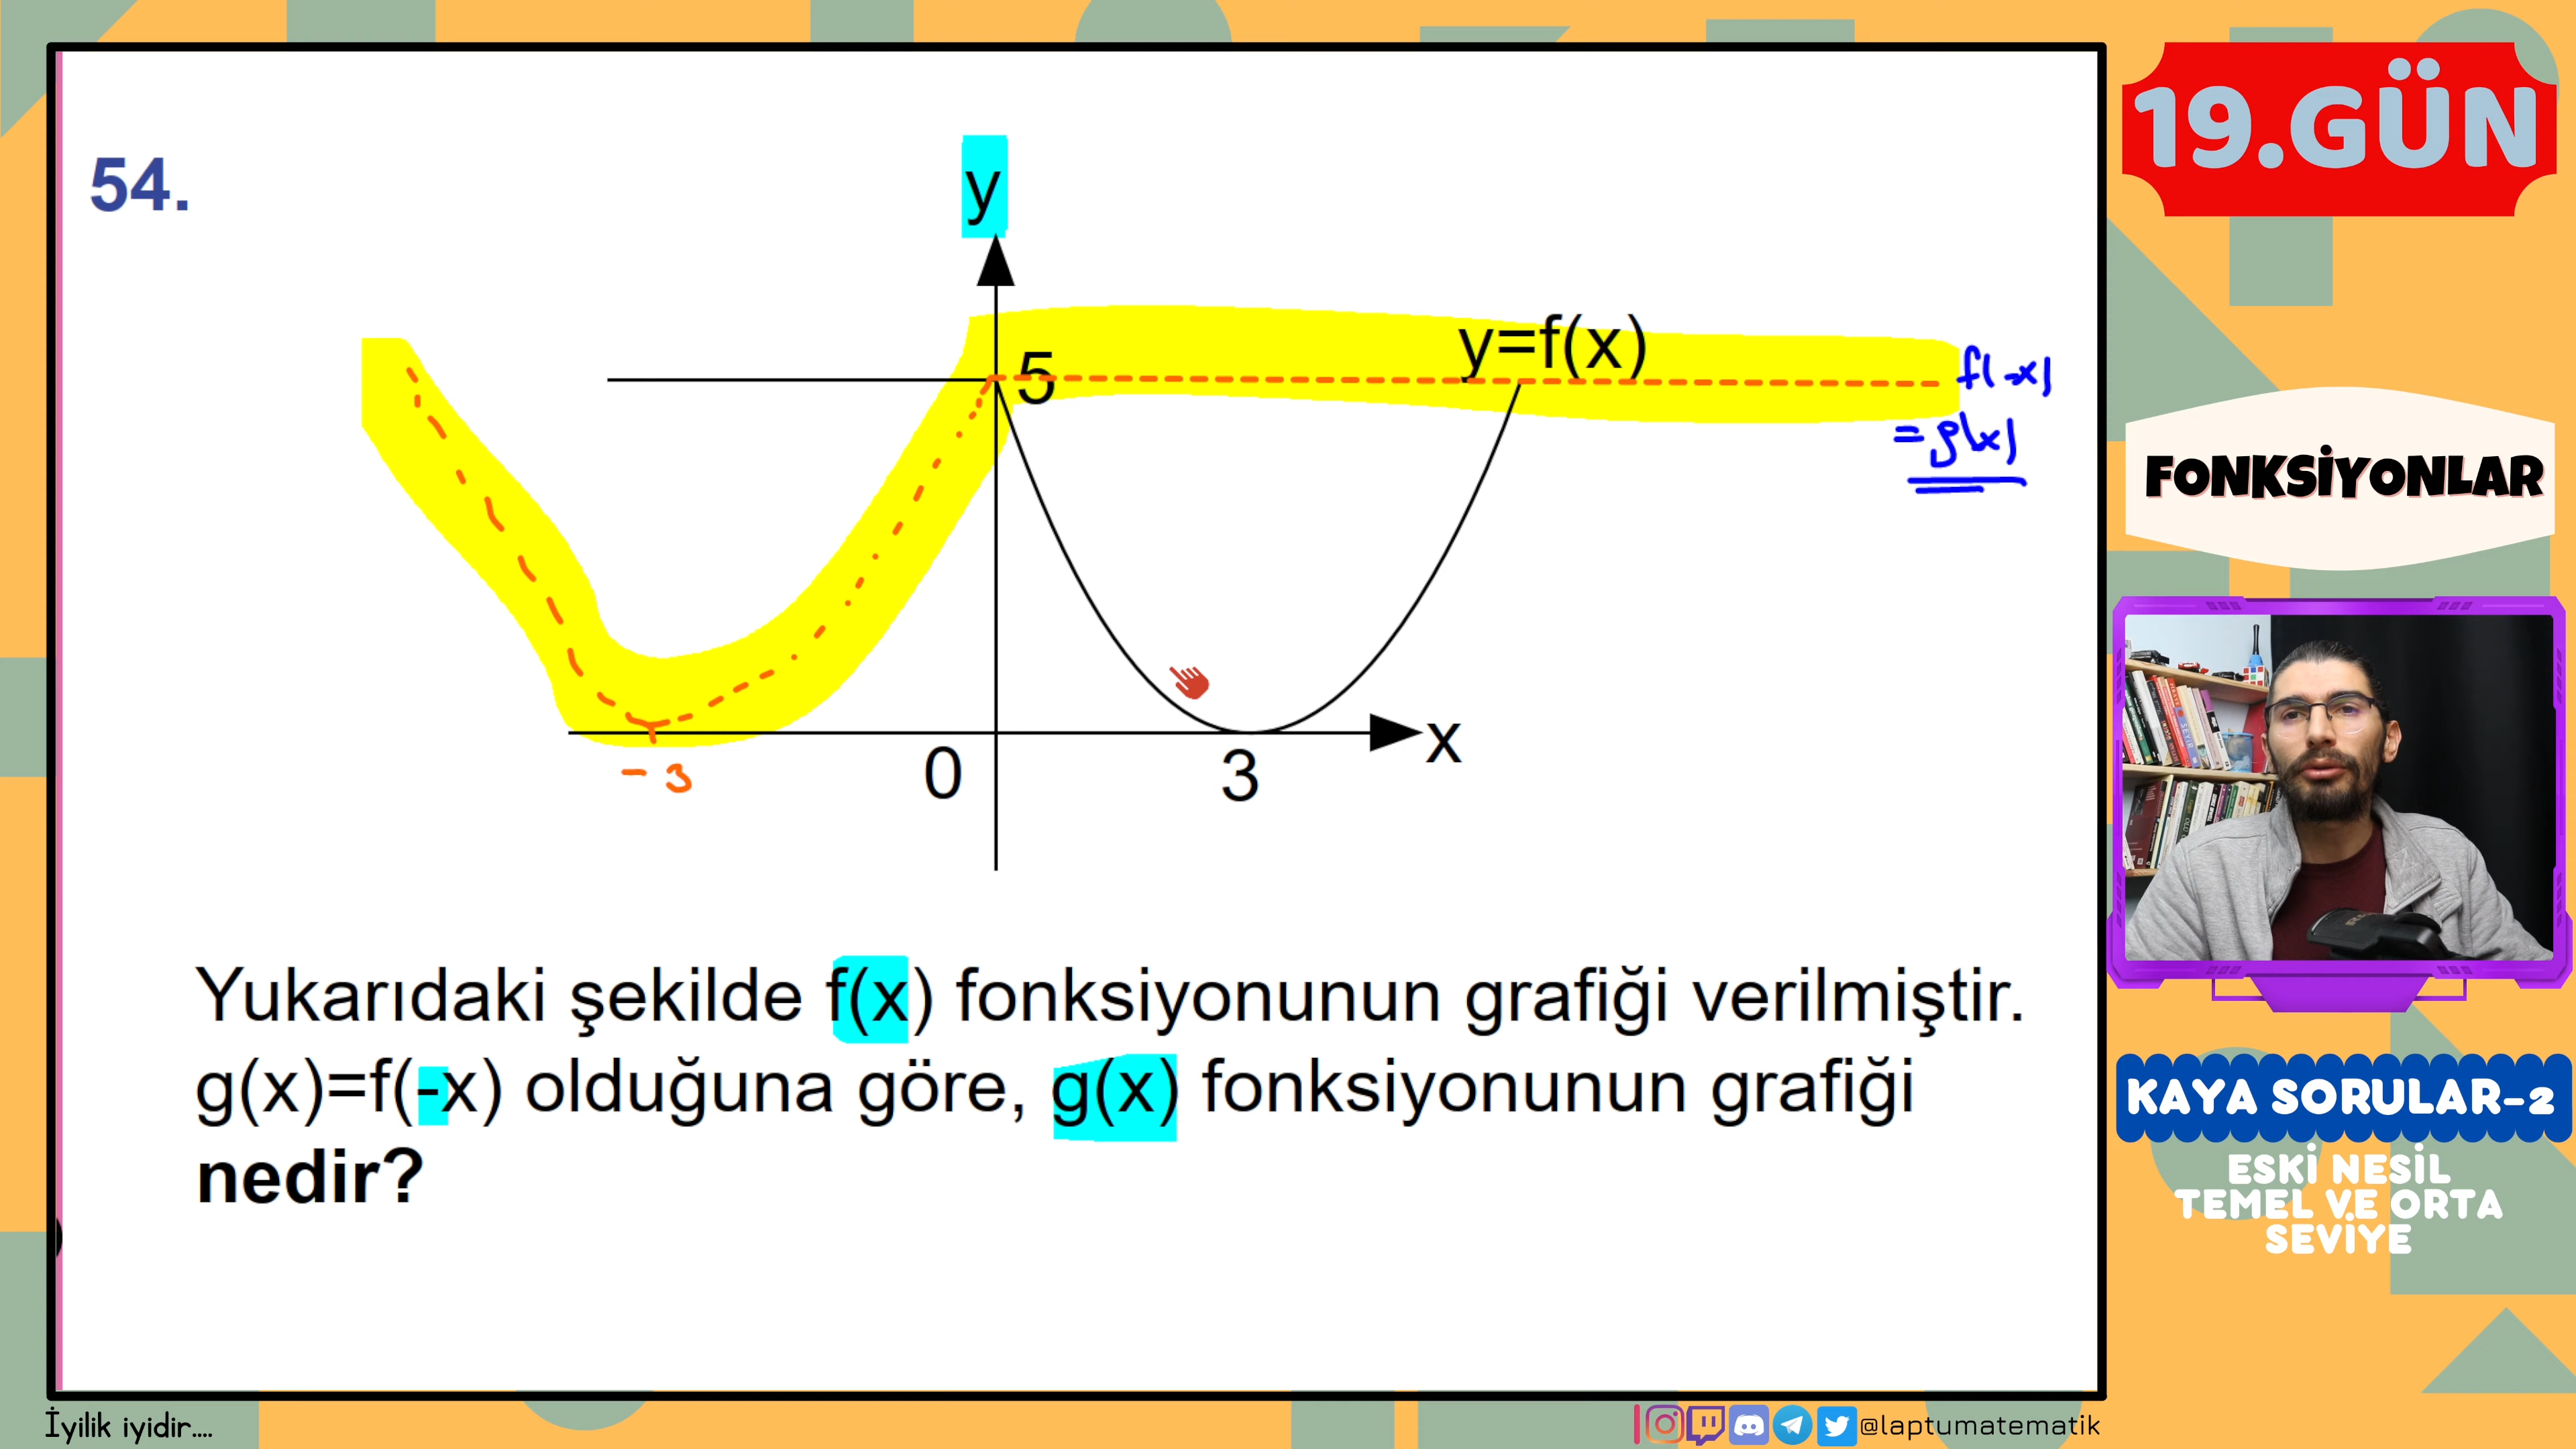 19.GÜN
54.
y
5
y=f(x)
f(-x)
= g(x)
FONKSİYONLAR
x
0
3
- 3
Yukarıdaki şekilde f(x) fonksiyonunun grafiği verilmiştir.
g(x)=f(-x) olduğuna göre, g(x) fonksiyonunun grafiği
nedir?
KAYA SORULAR-2
ESKİ NESİL
TEMEL VE ORTA
SEVİYE
İyilik iyidir....
@laptumatematik